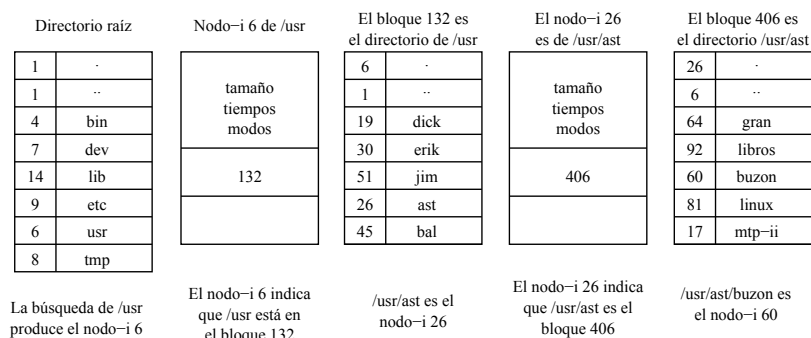 Directorio raíz
1 .
1 ..
4 bin
7 dev
14 lib
9 etc
6 usr
8 tmp
La búsqueda de /usr
produce el nodo−i 6
Nodo−i 6 de /usr
tamaño
tiempos
modos
132
El nodo−i 6 indica
que /usr está en
el bloque 132
El bloque 132 es
el directorio de /usr
6 .
1 ..
19 dick
30 erik
51 jim
26 ast
45 bal
/usr/ast es el
nodo−i 26
El nodo−i 26
es de /usr/ast
tamaño
tiempos
modos
406
El nodo−i 26 indica
que /usr/ast es el
bloque 406
El bloque 406 es
el directorio /usr/ast
26 .
6 ..
64 gran
92 libros
60 buzon
81 linux
17 mtp−ii
/usr/ast/buzon es
el nodo−i 60